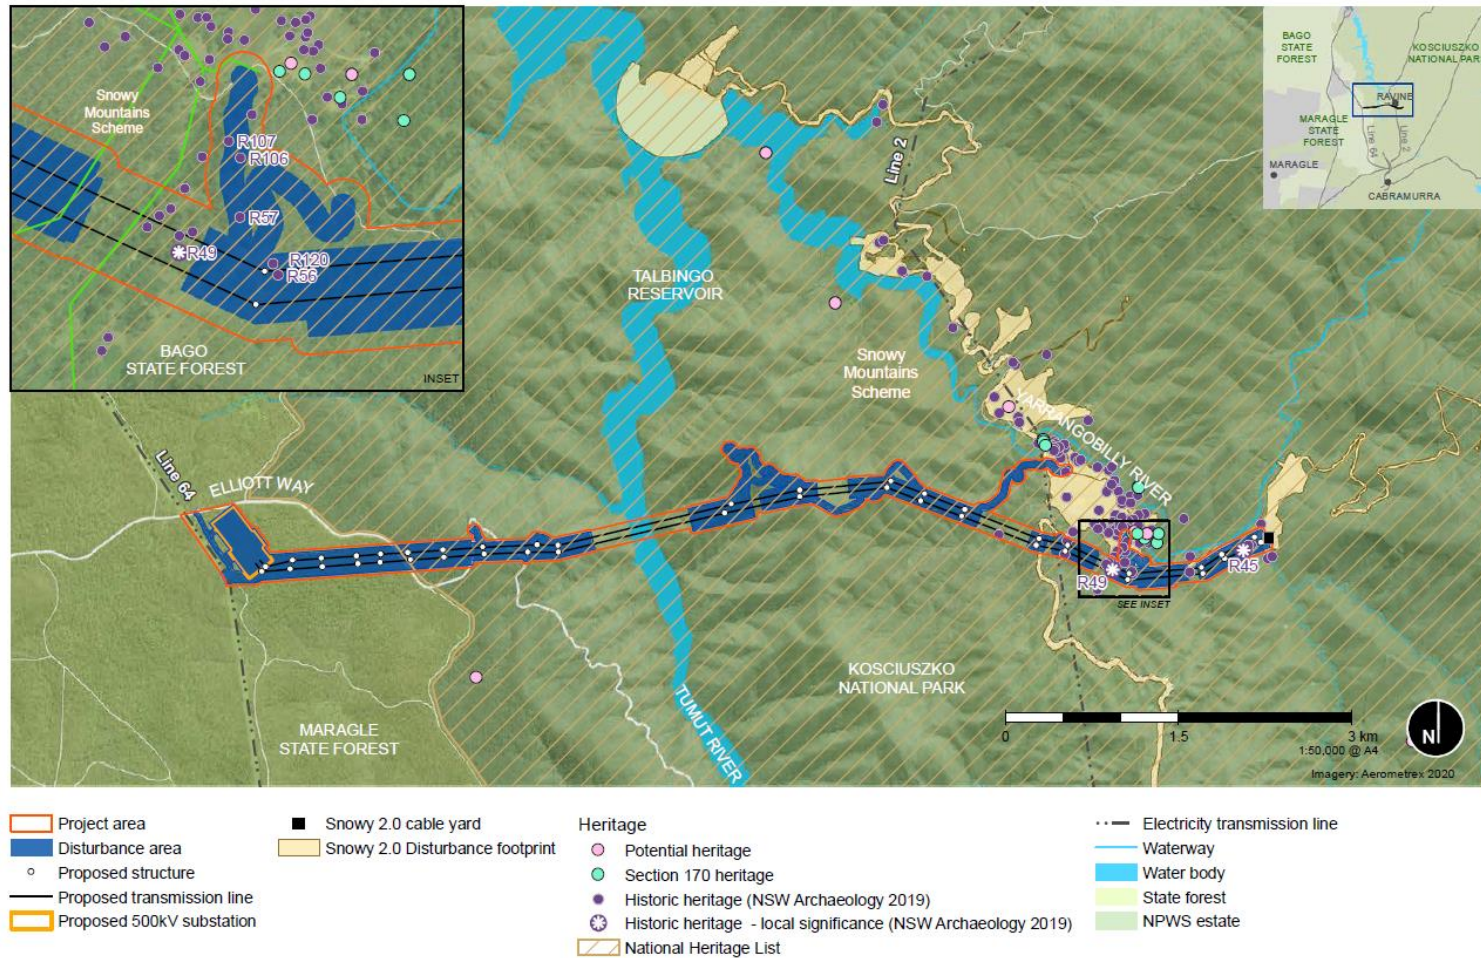 Snowy
Mountains
Scheme
R107
R106
R57
R49
R120
R56
BAGO
STATE FOREST
INSET
Line 2
TALBINGO
RESERVOIR
Snowy
Mountains
Scheme
YARRANGOBILLY RIVER
Line 64
ELLIOTT WAY
R49
R45
SEE INSET
KOSCIUSZKO
NATIONAL PARK
MARAGLE
STATE FOREST
TUMUT RIVER
BAGO
STATE
FOREST
KOSCIUSZKO
NATIONAL PARK
RAVINE
MARAGLE
STATE
FOREST
Line 64
Line 2
MARAGLE
CABRAMURRA
0 1.5 3 km
1:50,000 @ A4
N
Imagery: Aerometrex 2020
Project area
Disturbance area
Proposed structure
Proposed transmission line
Proposed 500kV substation
Snowy 2.0 cable yard
Snowy 2.0 Disturbance footprint
Heritage
Potential heritage
Section 170 heritage
Historic heritage (NSW Archaeology 2019)
Historic heritage - local significance (NSW Archaeology 2019)
National Heritage List
Electricity transmission line
Waterway
Water body
State forest
NPWS estate